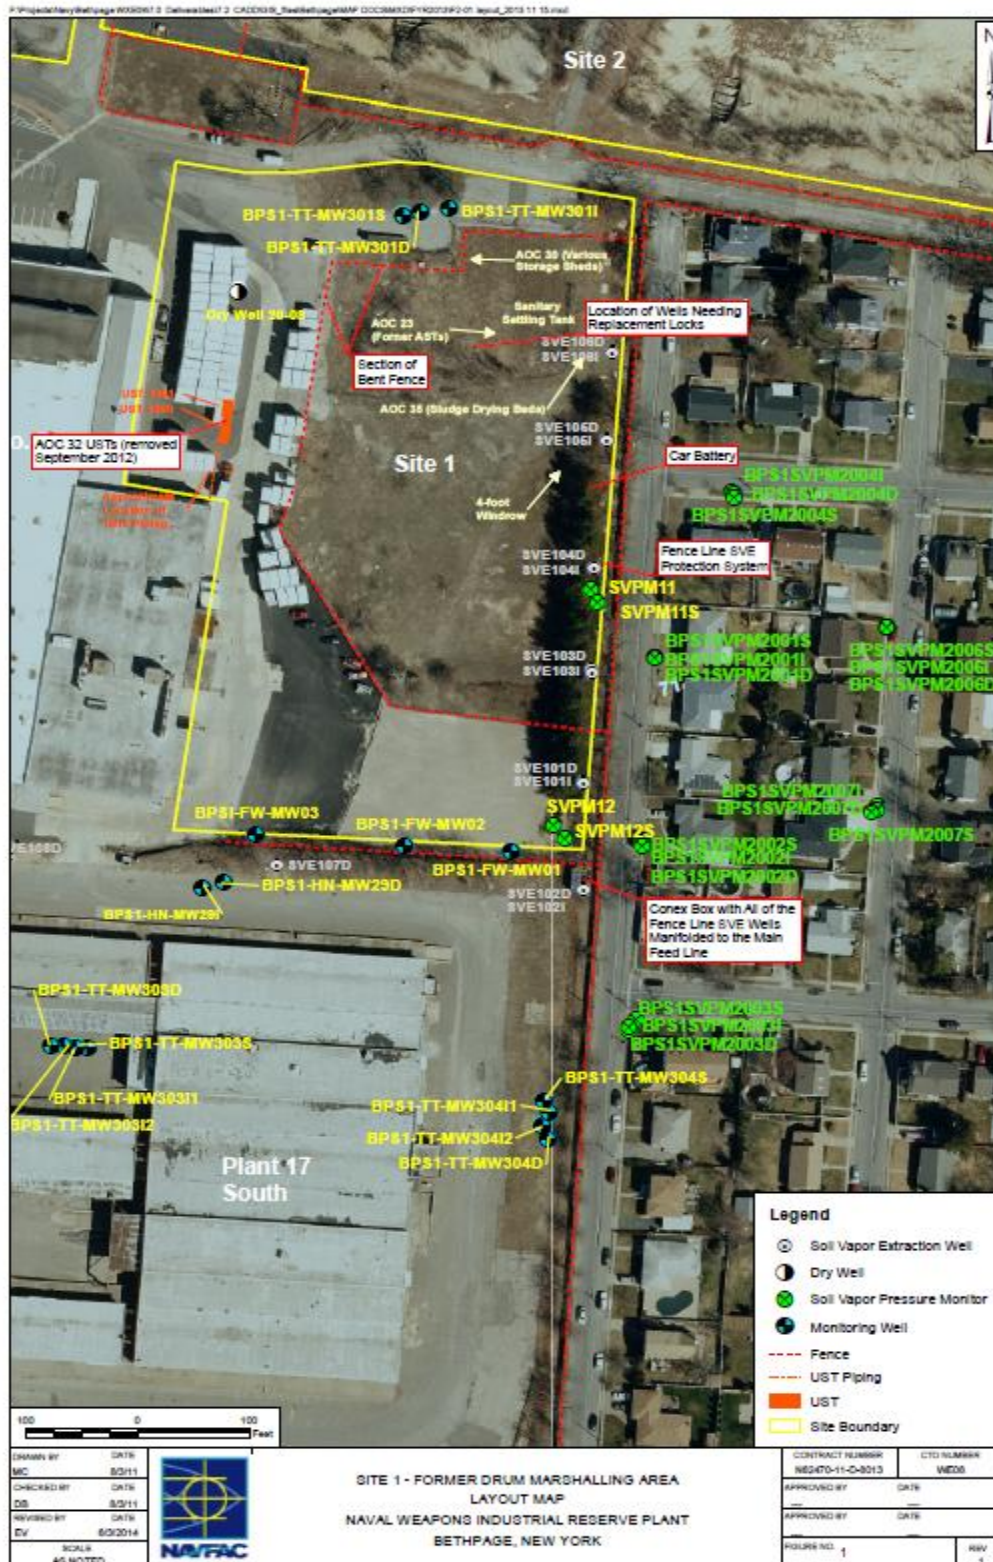 Site 2
N
BPS1-TT-MW301S
BPS1-TT-MW301I
BPS1-TT-MW301D
AOC 30 (Various
Storage Sheds)
Dry Well 20-08
Sanitary
Settling Tank
Location of Wells Needing
Replacement Locks
AOC 23
(Former ASTs)
SVE106D
SVE106I
Section of
Bent Fence
AOC 35 (Sludge Drying Beds)
AOC 32 USTs (removed
September 2012)
SVE105D
SVE105I
Site 1
Car Battery
4-foot
Windrow
BPS1SVPM2004I
BPS1SVPM2004D
BPS1SVPM2004S
SVE104D
SVE104I
Fence Line SVE
Protection System
SVPM11
SVPM11S
BPS1SVPM2001S
BPS1SVPM2001I
BPS1SVPM2001D
BPS1SVPM2006S
BPS1SVPM2006I
BPS1SVPM2006D
SVE103D
SVE103I
SVE101D
SVE101I
BPS1SVPM2007I
BPS1SVPM2007D
BPS1SVPM2007S
SVPM12
SVPM12S
BPS1-FW-MW03
BPS1-FW-MW02
BPS1-FW-MW01
BPS1SVPM2002S
BPS1SVPM2002I
BPS1SVPM2002D
SVE107D
BPS1-HN-MW29D
BPS1-HN-MW29I
SVE102D
SVE102I
Conex Box with All of the
Fence Line SVE Wells
Manifolded to the Main
Feed Line
BPS1-TT-MW303D
BPS1-TT-MW303S
BPS1-TT-MW303I1
BPS1-TT-MW303I2
BPS1SVPM2003S
BPS1SVPM2003I
BPS1SVPM2003D
BPS1-TT-MW304S
BPS1-TT-MW304I1
BPS1-TT-MW304I2
BPS1-TT-MW304D
Plant 17
South
Legend
Soil Vapor Extraction Well
Dry Well
Soil Vapor Pressure Monitor
Monitoring Well
Fence
UST Piping
UST
Site Boundary
100 0 100
Feet
DRAWN BY DATE
MC 8/3/11
CHECKED BY DATE
DB 8/3/11
REVISED BY DATE
EV 6/3/2014
SCALE
AS NOTED
NAVFAC
SITE 1 - FORMER DRUM MARSHALLING AREA
LAYOUT MAP
NAVAL WEAPONS INDUSTRIAL RESERVE PLANT
BETHPAGE, NEW YORK
CONTRACT NUMBER CTO NUMBER
N62470-11-D-8013 WE08
APPROVED BY DATE
APPROVED BY DATE
FIGURE NO. 1
REV